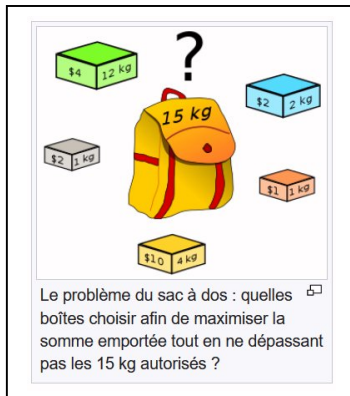 ?
$4 12 kg
15 kg
$2 2 kg
$2 1 kg
$1 1 kg
$10 4 kg
Le problème du sac à dos : quelles
boîtes choisir afin de maximiser la
somme emportée tout en ne dépassant
pas les 15 kg autorisés ?